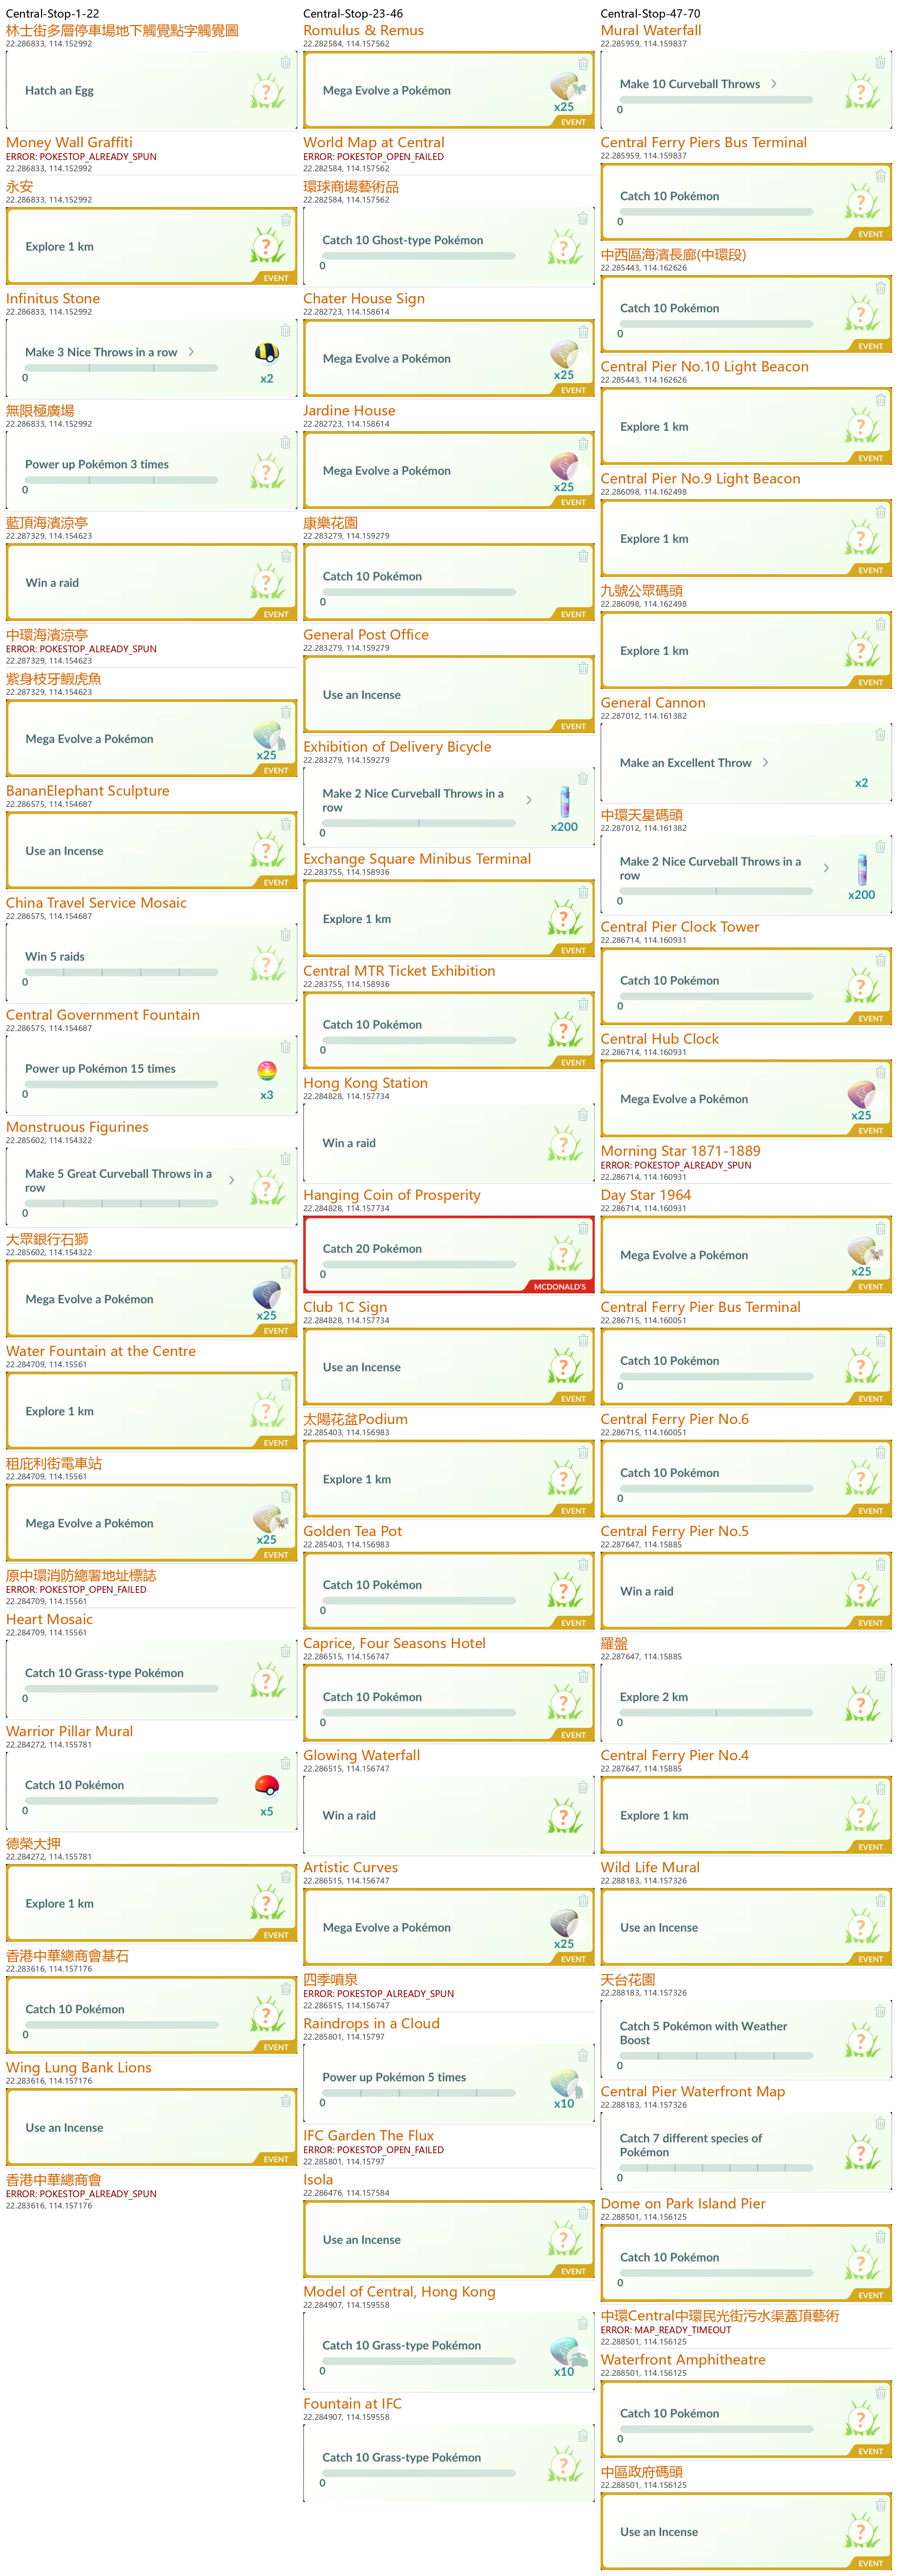 Central-Stop-1-22
林士街多層停車場地下觸覺點字觸覺圖
22.286833, 114.152992
Hatch an Egg
Money Wall Graffiti
ERROR: POKESTOP_ALREADY_SPUN
22.286833, 114.152992
永安
22.286833, 114.152992
Explore 1 km
EVENT
Infinitus Stone
22.286833, 114.152992
Make 3 Nice Throws in a row
0
x2
無限極廣場
22.286833, 114.152992
Power up Pokémon 3 times
0
藍頂海濱涼亭
22.287329, 114.154623
Win a raid
EVENT
中環海濱涼亭
ERROR: POKESTOP_ALREADY_SPUN
22.287329, 114.154623
紫身枝牙鰕虎魚
22.287329, 114.154623
Mega Evolve a Pokémon
x25
EVENT
BananElephant Sculpture
22.286575, 114.154687
Use an Incense
EVENT
China Travel Service Mosaic
22.286575, 114.154687
Win 5 raids
0
Central Government Fountain
22.286575, 114.154687
Power up Pokémon 15 times
0
x3
Monstruous Figurines
22.285602, 114.154322
Make 5 Great Curveball Throws in a
row
0
大眾銀行石獅
22.285602, 114.154322
Mega Evolve a Pokémon
x25
EVENT
Water Fountain at the Centre
22.284709, 114.15561
Explore 1 km
EVENT
租庇利街電車站
22.284709, 114.15561
Mega Evolve a Pokémon
x25
EVENT
原中環消防總署地址標誌
ERROR: POKESTOP_OPEN_FAILED
22.284709, 114.15561
Heart Mosaic
22.284709, 114.15561
Catch 10 Grass-type Pokémon
0
Warrior Pillar Mural
22.284272, 114.155781
Catch 10 Pokémon
0
x5
德榮大押
22.284272, 114.155781
Explore 1 km
EVENT
香港中華總商會基石
22.283616, 114.157176
Catch 10 Pokémon
0
EVENT
Wing Lung Bank Lions
22.283616, 114.157176
Use an Incense
EVENT
香港中華總商會
ERROR: POKESTOP_ALREADY_SPUN
22.283616, 114.157176
Central-Stop-23-46
Romulus & Remus
22.282584, 114.157562
Mega Evolve a Pokémon
x25
EVENT
World Map at Central
ERROR: POKESTOP_OPEN_FAILED
22.282584, 114.157562
環球商場藝術品
22.282584, 114.157562
Catch 10 Ghost-type Pokémon
0
Chater House Sign
22.282723, 114.158614
Mega Evolve a Pokémon
x25
EVENT
Jardine House
22.282723, 114.158614
Mega Evolve a Pokémon
x25
EVENT
康樂花園
22.283279, 114.159279
Catch 10 Pokémon
0
EVENT
General Post Office
22.283279, 114.159279
Use an Incense
EVENT
Exhibition of Delivery Bicycle
22.283279, 114.159279
Make 2 Nice Curveball Throws in a
row
0
x200
Exchange Square Minibus Terminal
22.283755, 114.158936
Explore 1 km
EVENT
Central MTR Ticket Exhibition
22.283755, 114.158936
Catch 10 Pokémon
0
EVENT
Hong Kong Station
22.284828, 114.157734
Win a raid
Hanging Coin of Prosperity
22.284828, 114.157734
Catch 20 Pokémon
0
MCDONALD'S
Club 1C Sign
22.284828, 114.157734
Use an Incense
EVENT
太陽花盆Podium
22.285403, 114.156983
Explore 1 km
EVENT
Golden Tea Pot
22.285403, 114.156983
Catch 10 Pokémon
0
EVENT
Caprice, Four Seasons Hotel
22.286515, 114.156747
Catch 10 Pokémon
0
EVENT
Glowing Waterfall
22.286515, 114.156747
Win a raid
Artistic Curves
22.286515, 114.156747
Mega Evolve a Pokémon
x25
EVENT
四季噴泉
ERROR: POKESTOP_ALREADY_SPUN
22.286515, 114.156747
Raindrops in a Cloud
22.285801, 114.15797
Power up Pokémon 5 times
0
x10
IFC Garden The Flux
ERROR: POKESTOP_OPEN_FAILED
22.285801, 114.15797
Isola
22.286476, 114.157584
Use an Incense
EVENT
Model of Central, Hong Kong
22.284907, 114.159558
Catch 10 Grass-type Pokémon
0
x10
Fountain at IFC
22.284907, 114.159558
Catch 10 Grass-type Pokémon
0
Central-Stop-47-70
Mural Waterfall
22.285959, 114.159837
Make 10 Curveball Throws
0
Central Ferry Piers Bus Terminal
22.285959, 114.159837
Catch 10 Pokémon
0
EVENT
中西區海濱長廊(中環段)
22.285443, 114.162626
Catch 10 Pokémon
0
EVENT
Central Pier No.10 Light Beacon
22.285443, 114.162626
Explore 1 km
EVENT
Central Pier No.9 Light Beacon
22.286098, 114.162498
Explore 1 km
EVENT
九號公眾碼頭
22.286098, 114.162498
Explore 1 km
EVENT
General Cannon
22.287012, 114.161382
Make an Excellent Throw
x2
中環天星碼頭
22.287012, 114.161382
Make 2 Nice Curveball Throws in a
row
0
x200
Central Pier Clock Tower
22.286714, 114.160931
Catch 10 Pokémon
0
EVENT
Central Hub Clock
22.286714, 114.160931
Mega Evolve a Pokémon
x25
EVENT
Morning Star 1871-1889
ERROR: POKESTOP_ALREADY_SPUN
22.286714, 114.160931
Day Star 1964
22.286714, 114.160931
Mega Evolve a Pokémon
x25
EVENT
Central Ferry Pier Bus Terminal
22.286715, 114.160051
Catch 10 Pokémon
0
EVENT
Central Ferry Pier No.6
22.286715, 114.160051
Catch 10 Pokémon
0
EVENT
Central Ferry Pier No.5
22.287647, 114.15885
Win a raid
EVENT
羅盤
22.287647, 114.15885
Explore 2 km
0
Central Ferry Pier No.4
22.287647, 114.15885
Explore 1 km
EVENT
Wild Life Mural
22.288183, 114.157326
Use an Incense
EVENT
天台花園
22.288183, 114.157326
Catch 5 Pokémon with Weather
Boost
0
Central Pier Waterfront Map
22.288183, 114.157326
Catch 7 different species of
Pokémon
0
Dome on Park Island Pier
22.288501, 114.156125
Catch 10 Pokémon
0
EVENT
中環Central中環民光街污水渠蓋頂藝術
ERROR: MAP_READY_TIMEOUT
22.288501, 114.156125
Waterfront Amphitheatre
22.288501, 114.156125
Catch 10 Pokémon
0
EVENT
中區政府碼頭
22.288501, 114.156125
Use an Incense
EVENT